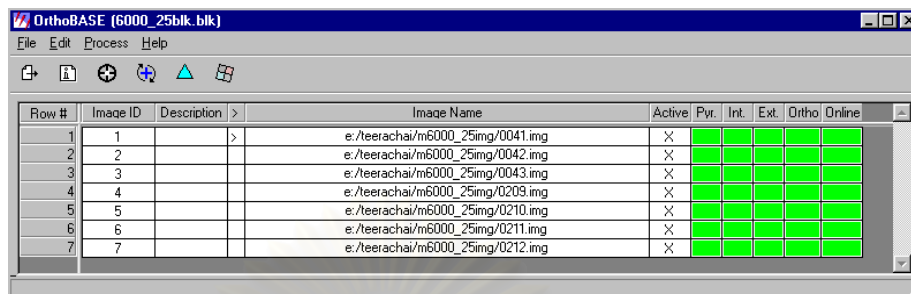 OrthoBASE (6000_25blk.blk)
File Edit Process Help
Row # Image ID Description > Image Name Active Pyr. Int. Ext. Ortho Online
1 1 > e:/teerachai/m6000_25img/0041.img X
2 2 e:/teerachai/m6000_25img/0042.img X
3 3 e:/teerachai/m6000_25img/0043.img X
4 4 e:/teerachai/m6000_25img/0209.img X
5 5 e:/teerachai/m6000_25img/0210.img X
6 6 e:/teerachai/m6000_25img/0211.img X
7 7 e:/teerachai/m6000_25img/0212.img X